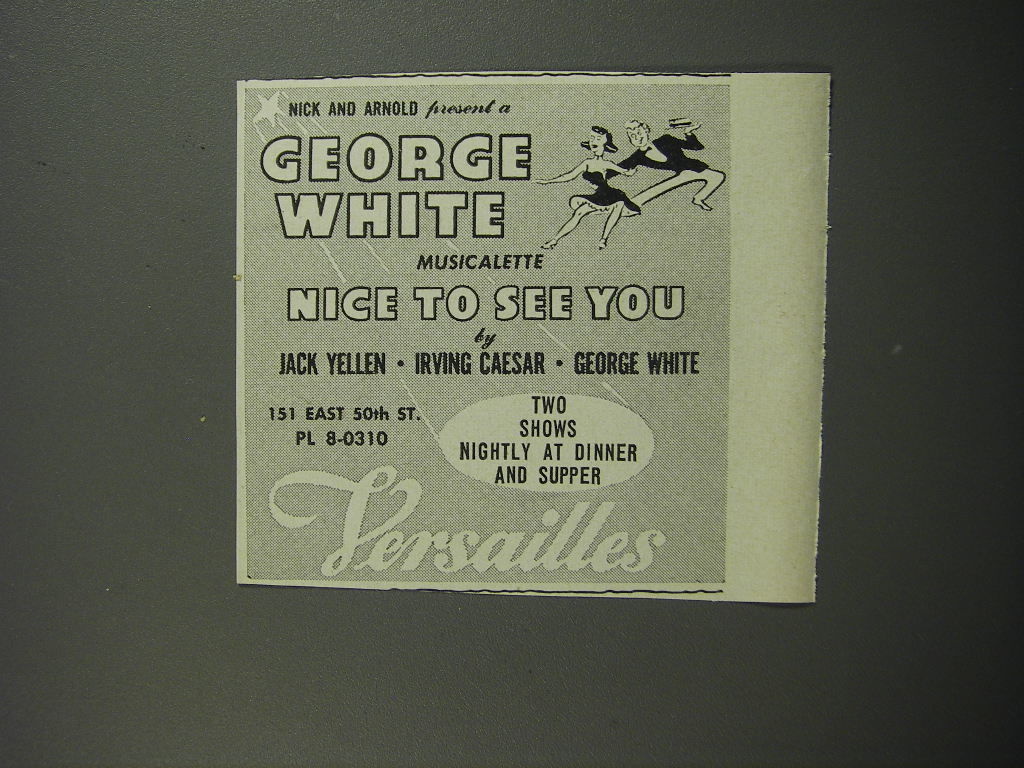 NICK AND ARNOLD present a
GEORGE
WHITE
MUSICALETTE
NICE TO SEE YOU
by
JACK YELLEN • IRVING CAESAR • GEORGE WHITE
151 EAST 50th ST.
PL 8-0310
TWO
SHOWS
NIGHTLY AT DINNER
AND SUPPER
Versailles